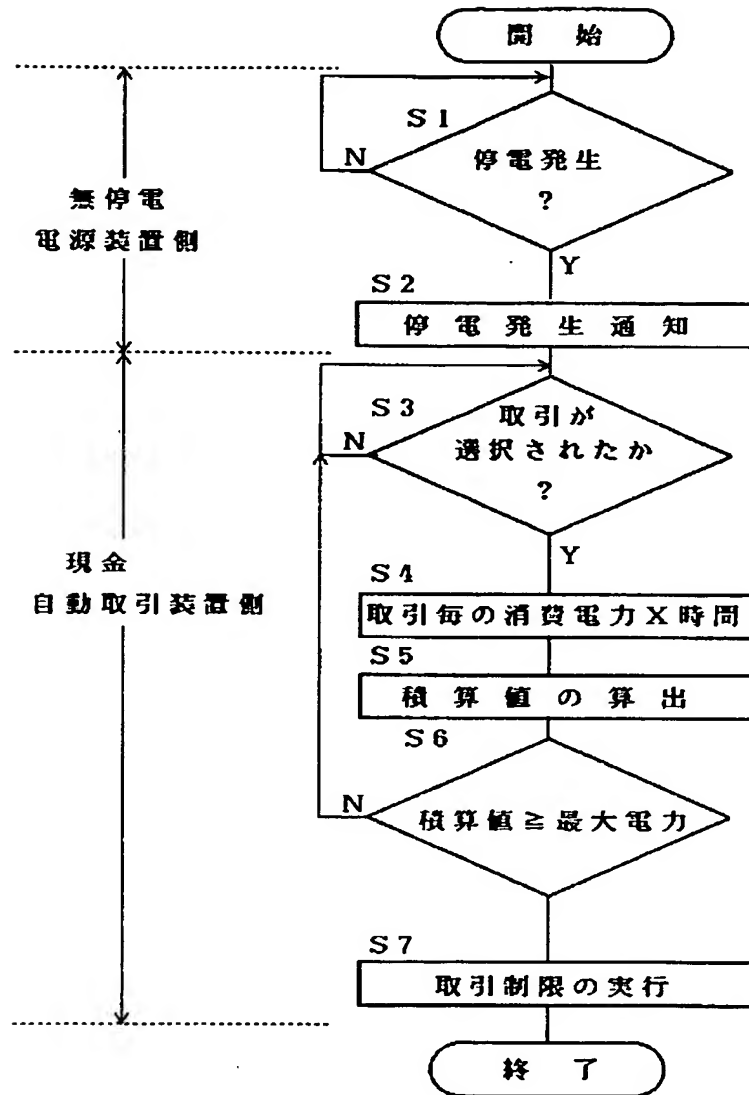 開始
S1
停電発生
?
N
Y
無停電
電源装置側
S2
停電発生通知
S3
取引が
選択されたか
?
N
Y
現金
自動取引装置側
S4
取引毎の消費電力X時間
S5
積算値の算出
S6
積算値≧最大電力
N
S7
取引制限の実行
終了